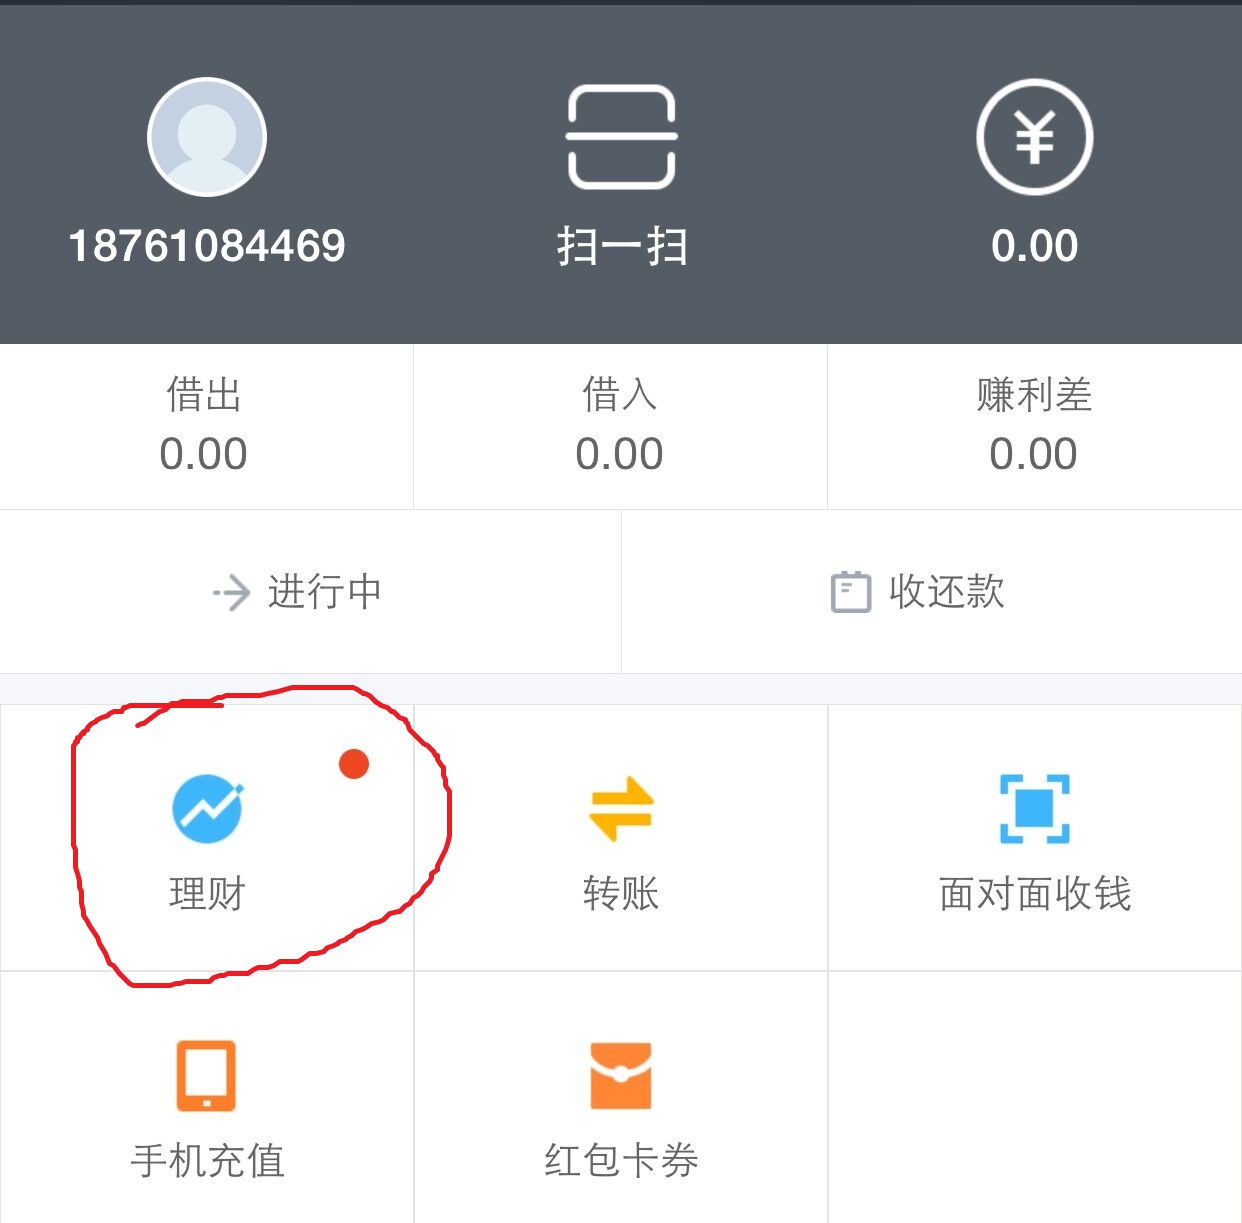 18761084469 扫一扫 0.00
借出 借入 赚利差
0.00 0.00 0.00
进行中 收还款
理财 转账 面对面收钱
手机充值 红包卡券